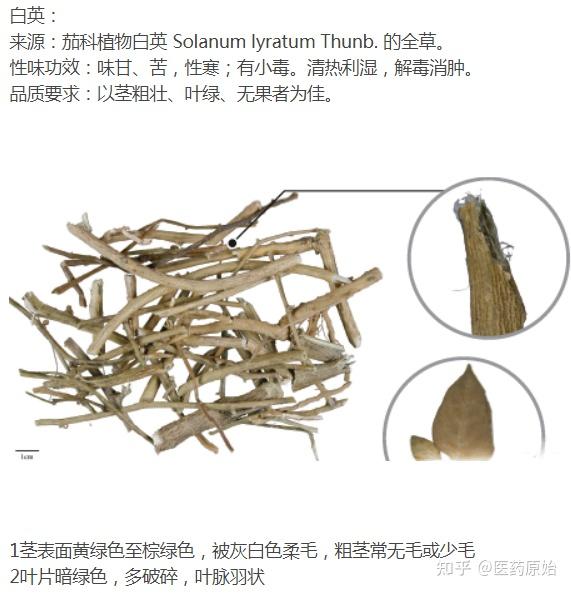 白英：
来源：茄科植物白英 Solanum lyratum Thunb. 的全草。
性味功效：味甘、苦，性寒；有小毒。清热利湿，解毒消肿。
品质要求：以茎粗壮、叶绿、无果者为佳。
1cm
1茎表面黄绿色至棕绿色，被灰白色柔毛，粗茎常无毛或少毛
2叶片暗绿色，多破碎，叶脉羽状
知乎 @医药原始